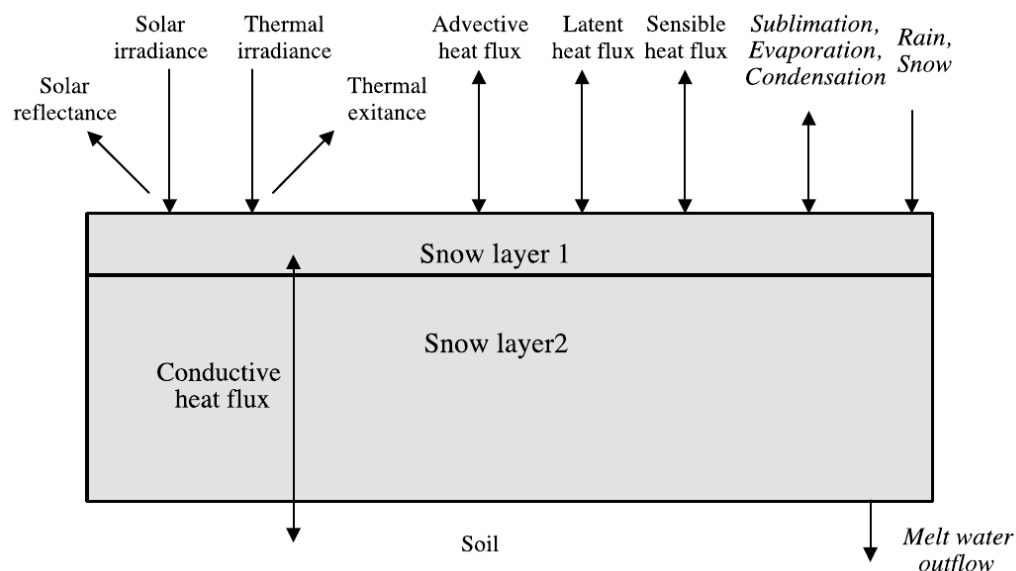 Solar
irradiance
Thermal
irradiance
Advective
heat flux
Latent
heat flux
Sensible
heat flux
Sublimation,
Evaporation,
Condensation
Rain,
Snow
Solar
reflectance
Thermal
exitance
Snow layer 1
Snow layer2
Conductive
heat flux
Soil
Melt water
outflow